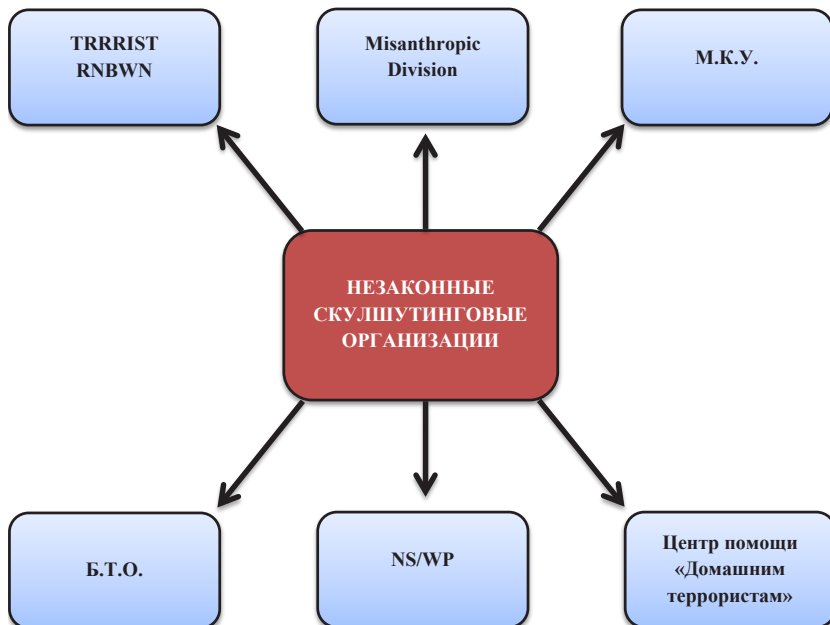 TRRRIST
RNBWN
Misanthropic
Division
М.К.У.
НЕЗАКОННЫЕ
СКУЛШУТИНГОВЫЕ
ОРГАНИЗАЦИИ
Б.Т.О.
NS/WP
Центр помощи
«Домашним
террористам»